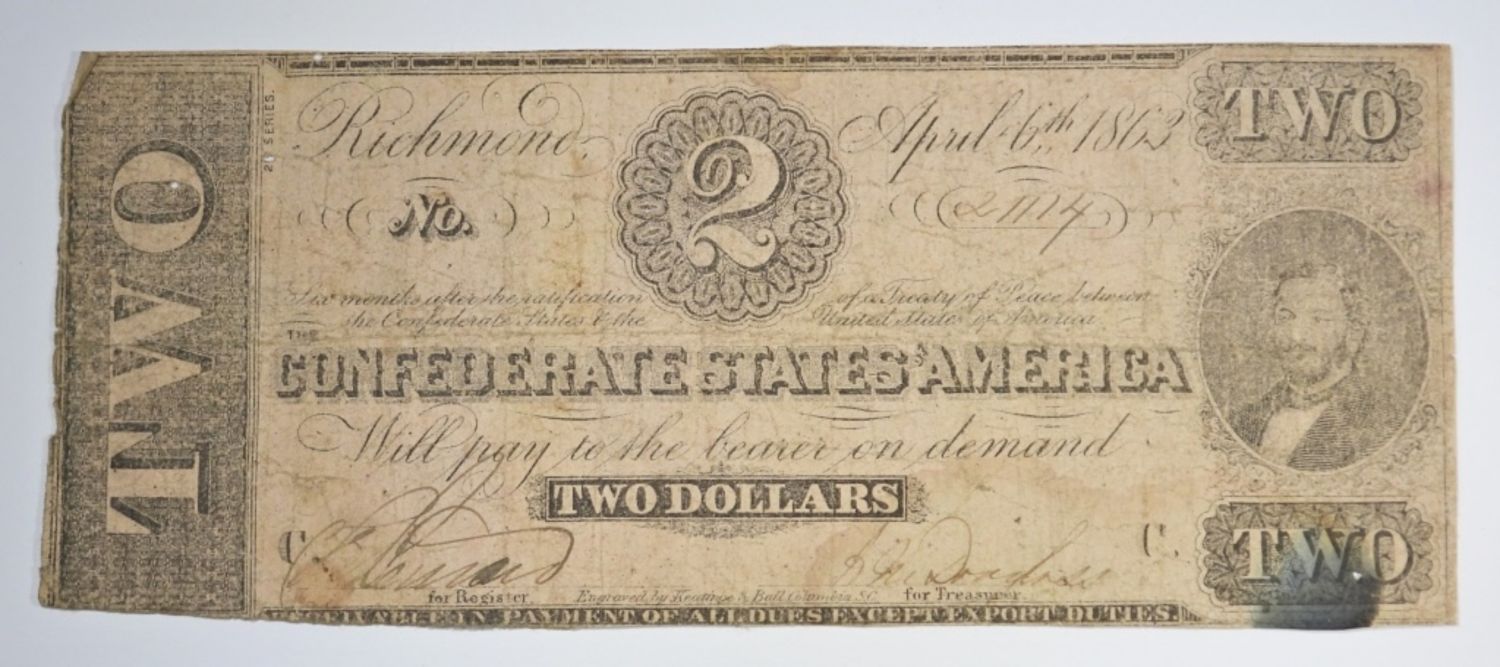 TWO
2D SERIES.
Richmond, April 6th 1863
TWO
2
No.
Six months after the ratification of a Treaty of Peace between
the Confederate States & the United States of America
THE
CONFEDERATE STATES OF AMERICA
Will pay to the bearer on demand
TWO DOLLARS
C C.
for Register. Engraved by Keatinge & Ball Columbia S.C. for Treasurer.
TWO
IN PAYMENT OF ALL DUES EXCEPT EXPORT DUTIES.